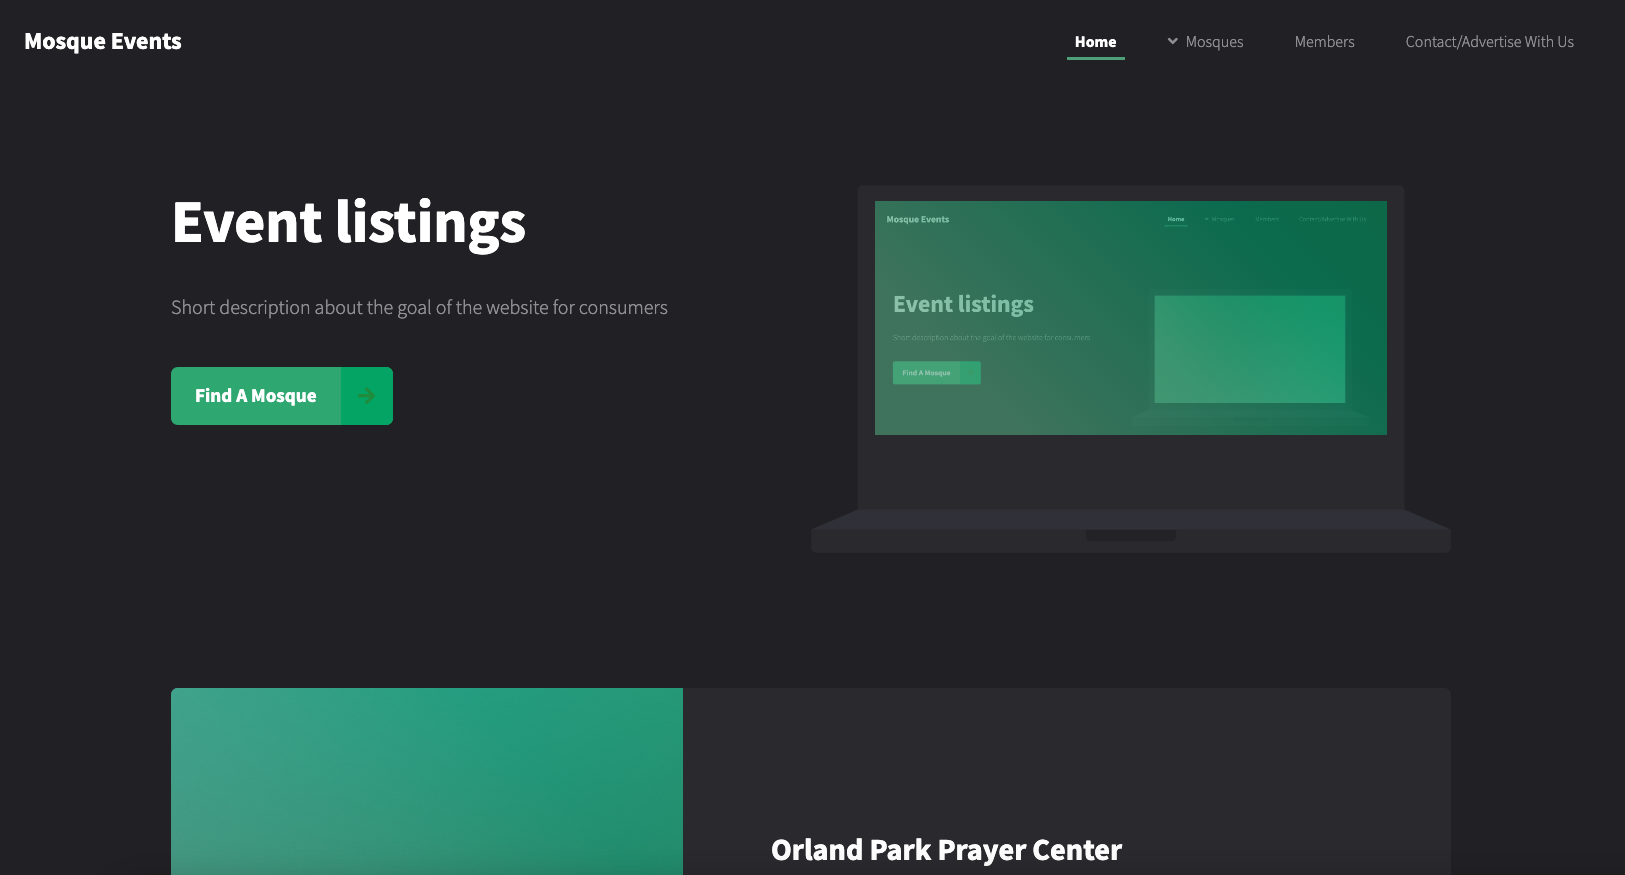 Mosque Events
Home
Mosques
Members
Contact/Advertise With Us
Event listings
Short description about the goal of the website for consumers
Find A Mosque
Mosque Events
Home
Mosques
Members
Contact/Advertise With Us
Event listings
Short description about the goal of the website for consumers
Find A Mosque
Orland Park Prayer Center